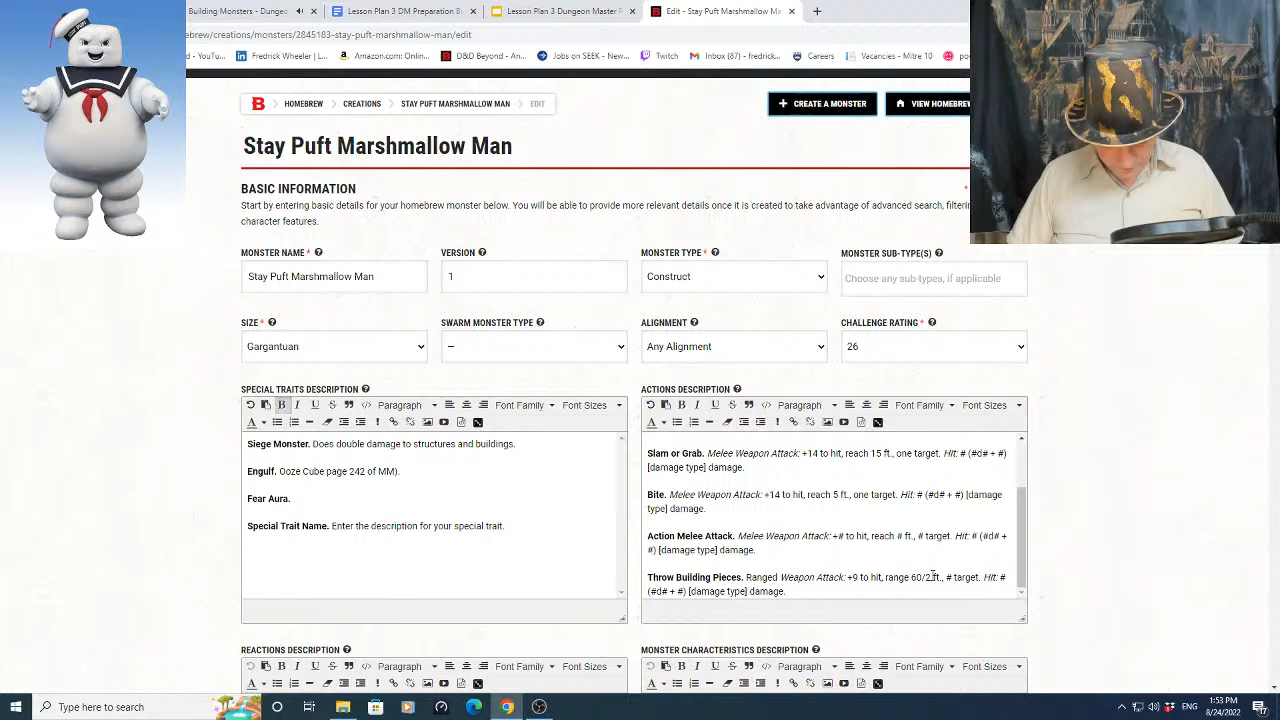 Building Monsters - Dungeo
Lesson Plan 3 DM Preparation Bo
Lesson Plan 3 Dungeon Master P
Edit - Stay Puft Marshmallow Ma
ebrew/creations/monsters/2845183-stay-puft-marshmallow-man/edit
ed - YouTu...
Fredrick Wheeler | L...
Amazon.com: Onlin...
D&D Beyond - An...
Jobs on SEEK - New...
Twitch
Inbox (87) - fredrick...
Careers
Vacancies - Mitre 10
STAY PUFT
HOMEBREW
CREATIONS
STAY PUFT MARSHMALLOW MAN
EDIT
+ CREATE A MONSTER
VIEW HOMEBREW
Stay Puft Marshmallow Man
BASIC INFORMATION
Start by entering basic details for your homebrew monster below. You will be able to provide more relevant details once it is created to take advantage of advanced search, filterin
character features.
MONSTER NAME *
VERSION
MONSTER TYPE *
MONSTER SUB-TYPE(S)
Stay Puft Marshmallow Man
1
Construct
Choose any sub-types, if applicable
SIZE *
SWARM MONSTER TYPE
ALIGNMENT
CHALLENGE RATING *
Gargantuan
--
Any Alignment
26
SPECIAL TRAITS DESCRIPTION
ACTIONS DESCRIPTION
Paragraph Font Family Font Sizes
Paragraph Font Family Font Sizes
Siege Monster. Does double damage to structures and buildings.
Engulf. Ooze Cube page 242 of MM).
Fear Aura.
Special Trait Name. Enter the description for your special trait.
Slam or Grab. Melee Weapon Attack: +14 to hit, reach 15 ft., one target. Hit: # (#d# + #)
[damage type] damage.
Bite. Melee Weapon Attack: +14 to hit, reach 5 ft., one target. Hit: # (#d# + #) [damage
type] damage.
Action Melee Attack. Melee Weapon Attack: +# to hit, reach # ft., # target. Hit: # (#d# +
#) [damage type] damage.
Throw Building Pieces. Ranged Weapon Attack: +9 to hit, range 60/2 ft., # target. Hit: #
(#d# + #) [damage type] damage.
REACTIONS DESCRIPTION
MONSTER CHARACTERISTICS DESCRIPTION
Paragraph Font Family Font Sizes
Paragraph Font Family Font Sizes
Type here to search
ENG
1:53 PM
8/24/2022
17